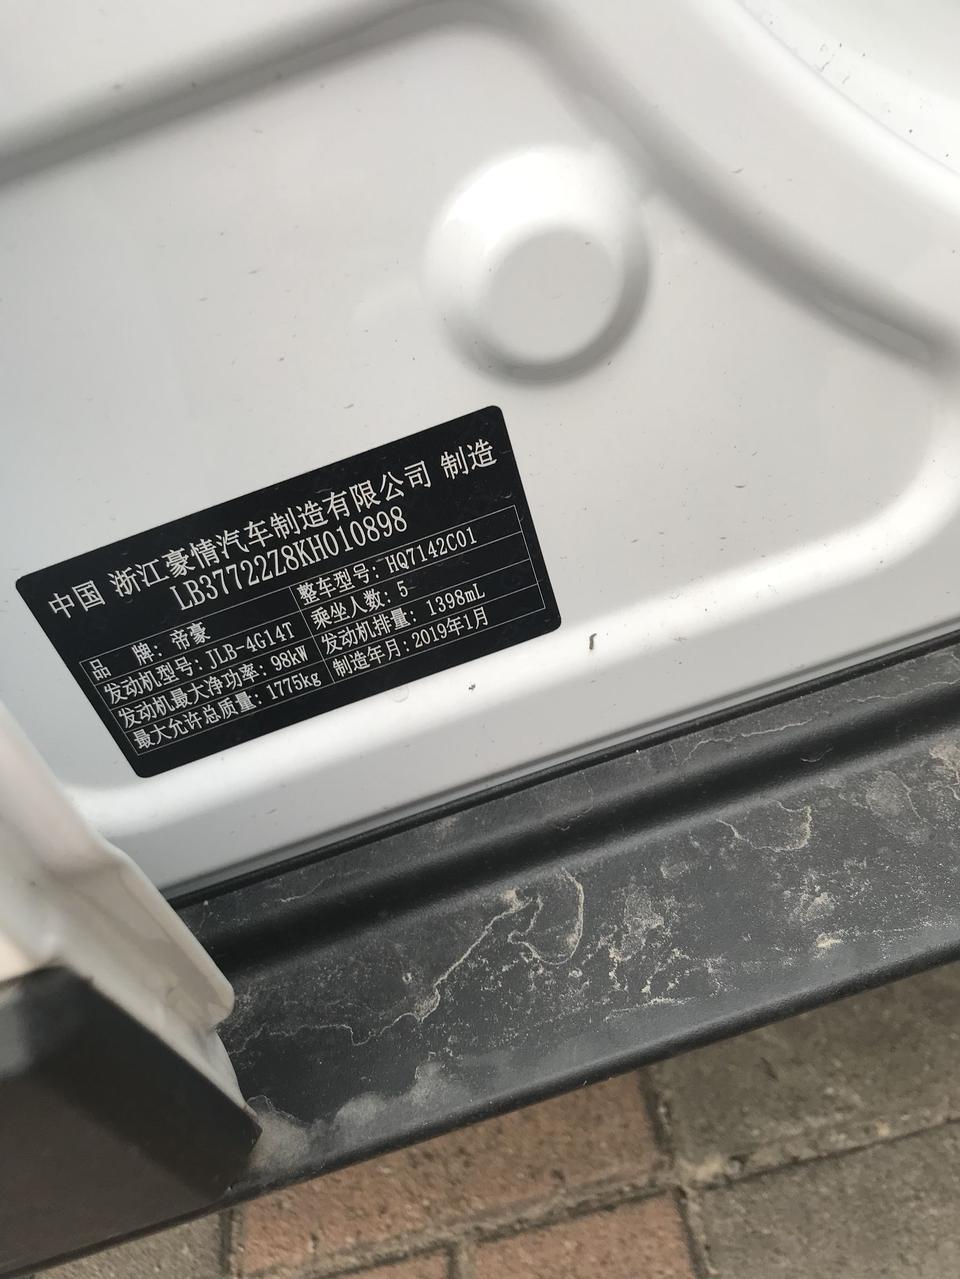 中国 浙江豪情汽车制造有限公司 制造
LB37722Z8KH010898
品 牌: 帝豪 整车型号: HQ7142C01
发动机型号: JLB-4G14T 乘坐人数: 5
发动机最大净功率: 98kW 发动机排量: 1398mL
最大允许总质量: 1775kg 制造年月: 2019年1月